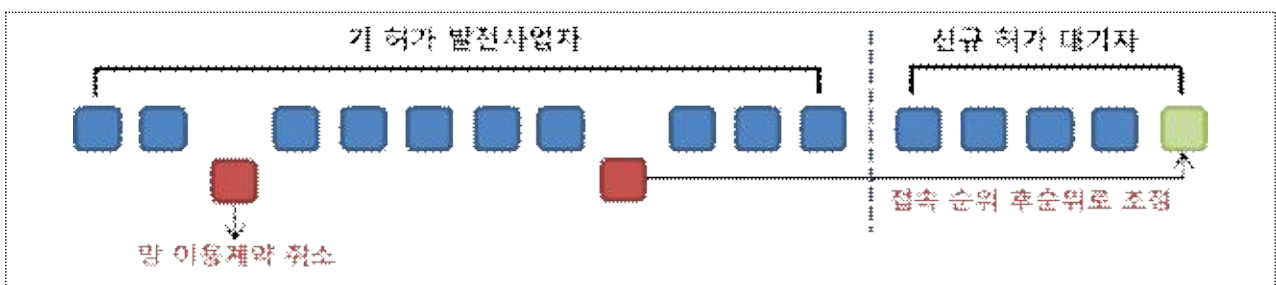 기 허가 발전사업자
신규 허가 대기자
접속 순위 후순위로 조정
망 이용계약 취소